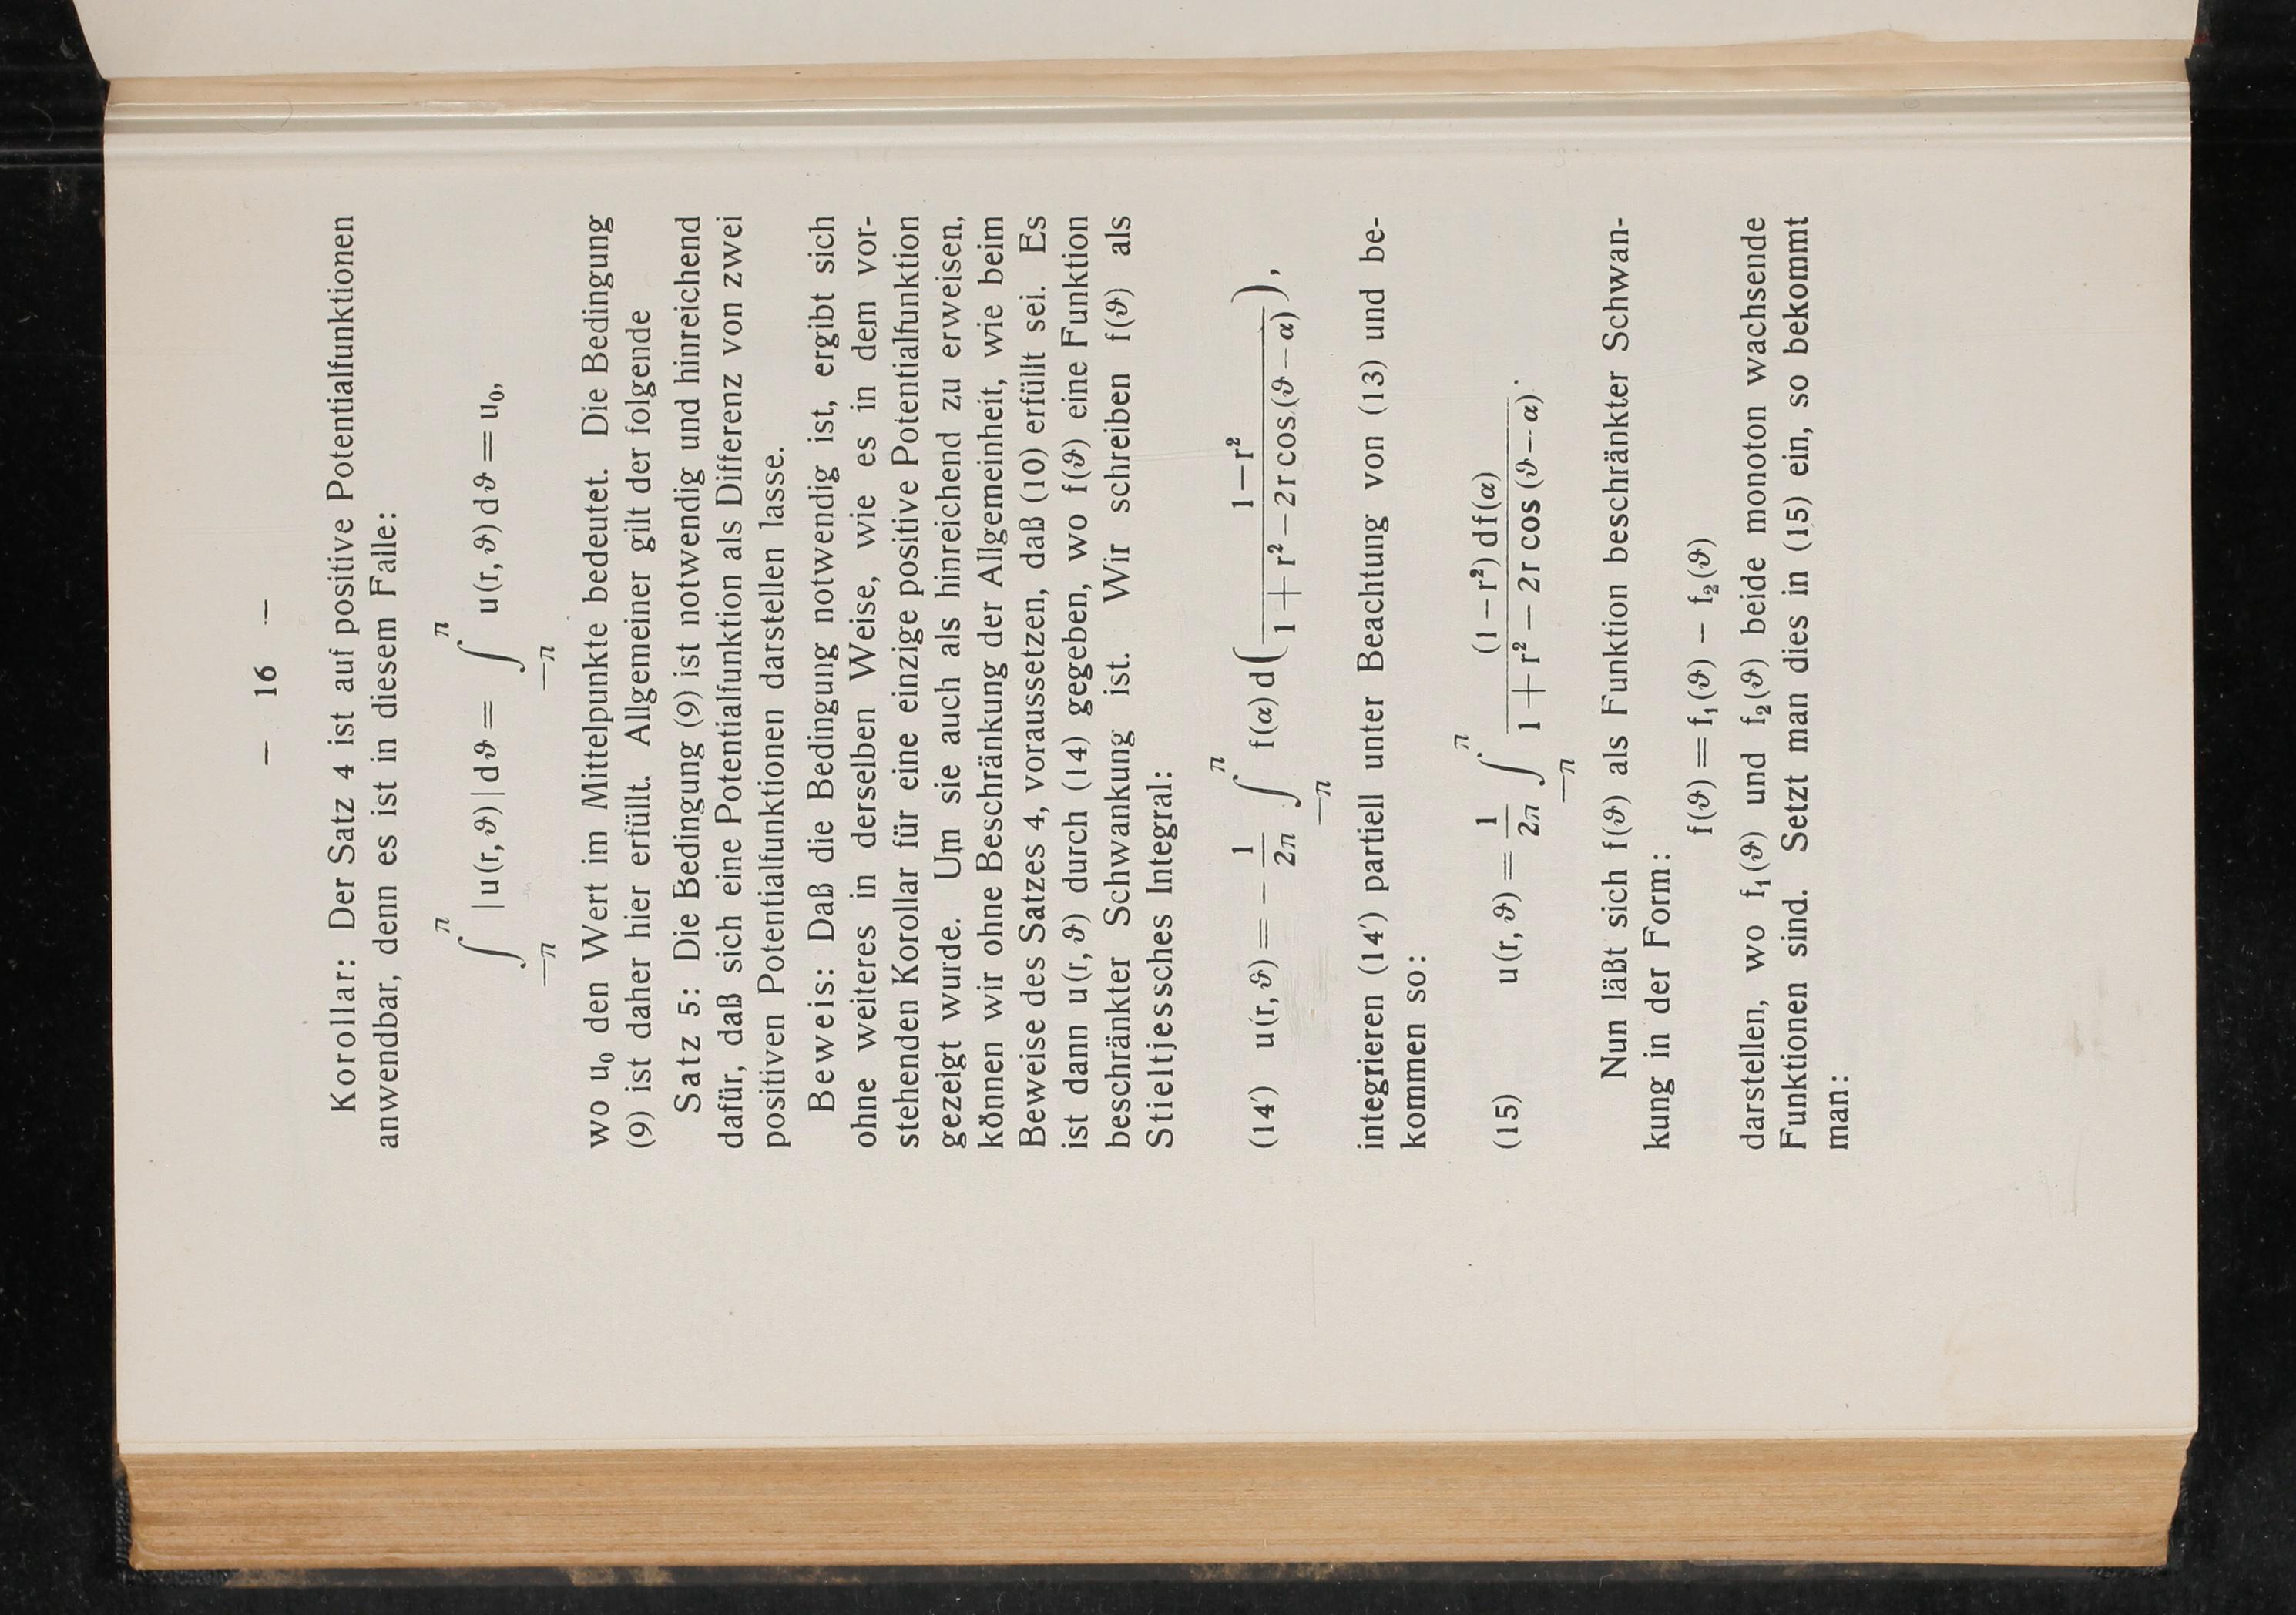 — 16 —
Korollar: Der Satz 4 ist auf positive Potentialfunktionen
anwendbar, denn es ist in diesem Falle:
∫_{—π}^{π} |u(r,ϑ)| dϑ = ∫_{—π}^{π} u(r,ϑ) dϑ = u₀,
wo u₀ den Wert im Mittelpunkte bedeutet. Die Bedingung
(9) ist daher hier erfüllt. Allgemeiner gilt der folgende
Satz 5: Die Bedingung (9) ist notwendig und hinreichend
dafür, daß sich eine Potentialfunktion als Differenz von zwei
positiven Potentialfunktionen darstellen lasse.
Beweis: Daß die Bedingung notwendig ist, ergibt sich
ohne weiteres in derselben Weise, wie es in dem vor-
stehenden Korollar für eine einzige positive Potentialfunktion
gezeigt wurde. Um sie auch als hinreichend zu erweisen,
können wir ohne Beschränkung der Allgemeinheit, wie beim
Beweise des Satzes 4, voraussetzen, daß (10) erfüllt sei. Es
ist dann u(r,ϑ) durch (14) gegeben, wo f(ϑ) eine Funktion
beschränkter Schwankung ist. Wir schreiben f(ϑ) als
Stieltjessches Integral:
(14′) u(r,ϑ) = − 1/2π ∫_{—π}^{π} f(α) d( (1−r²) / (1+r²−2r cos(ϑ−α)) ),
integrieren (14′) partiell unter Beachtung von (13) und be-
kommen so:
(15) u(r,ϑ) = 1/2π ∫_{—π}^{π} (1−r²) df(α) / (1+r²−2r cos(ϑ−α)).
Nun läßt sich f(ϑ) als Funktion beschränkter Schwan-
kung in der Form:
f(ϑ) = f₁(ϑ) − f₂(ϑ)
darstellen, wo f₁(ϑ) und f₂(ϑ) beide monoton wachsende
Funktionen sind. Setzt man dies in (15) ein, so bekommt
man: